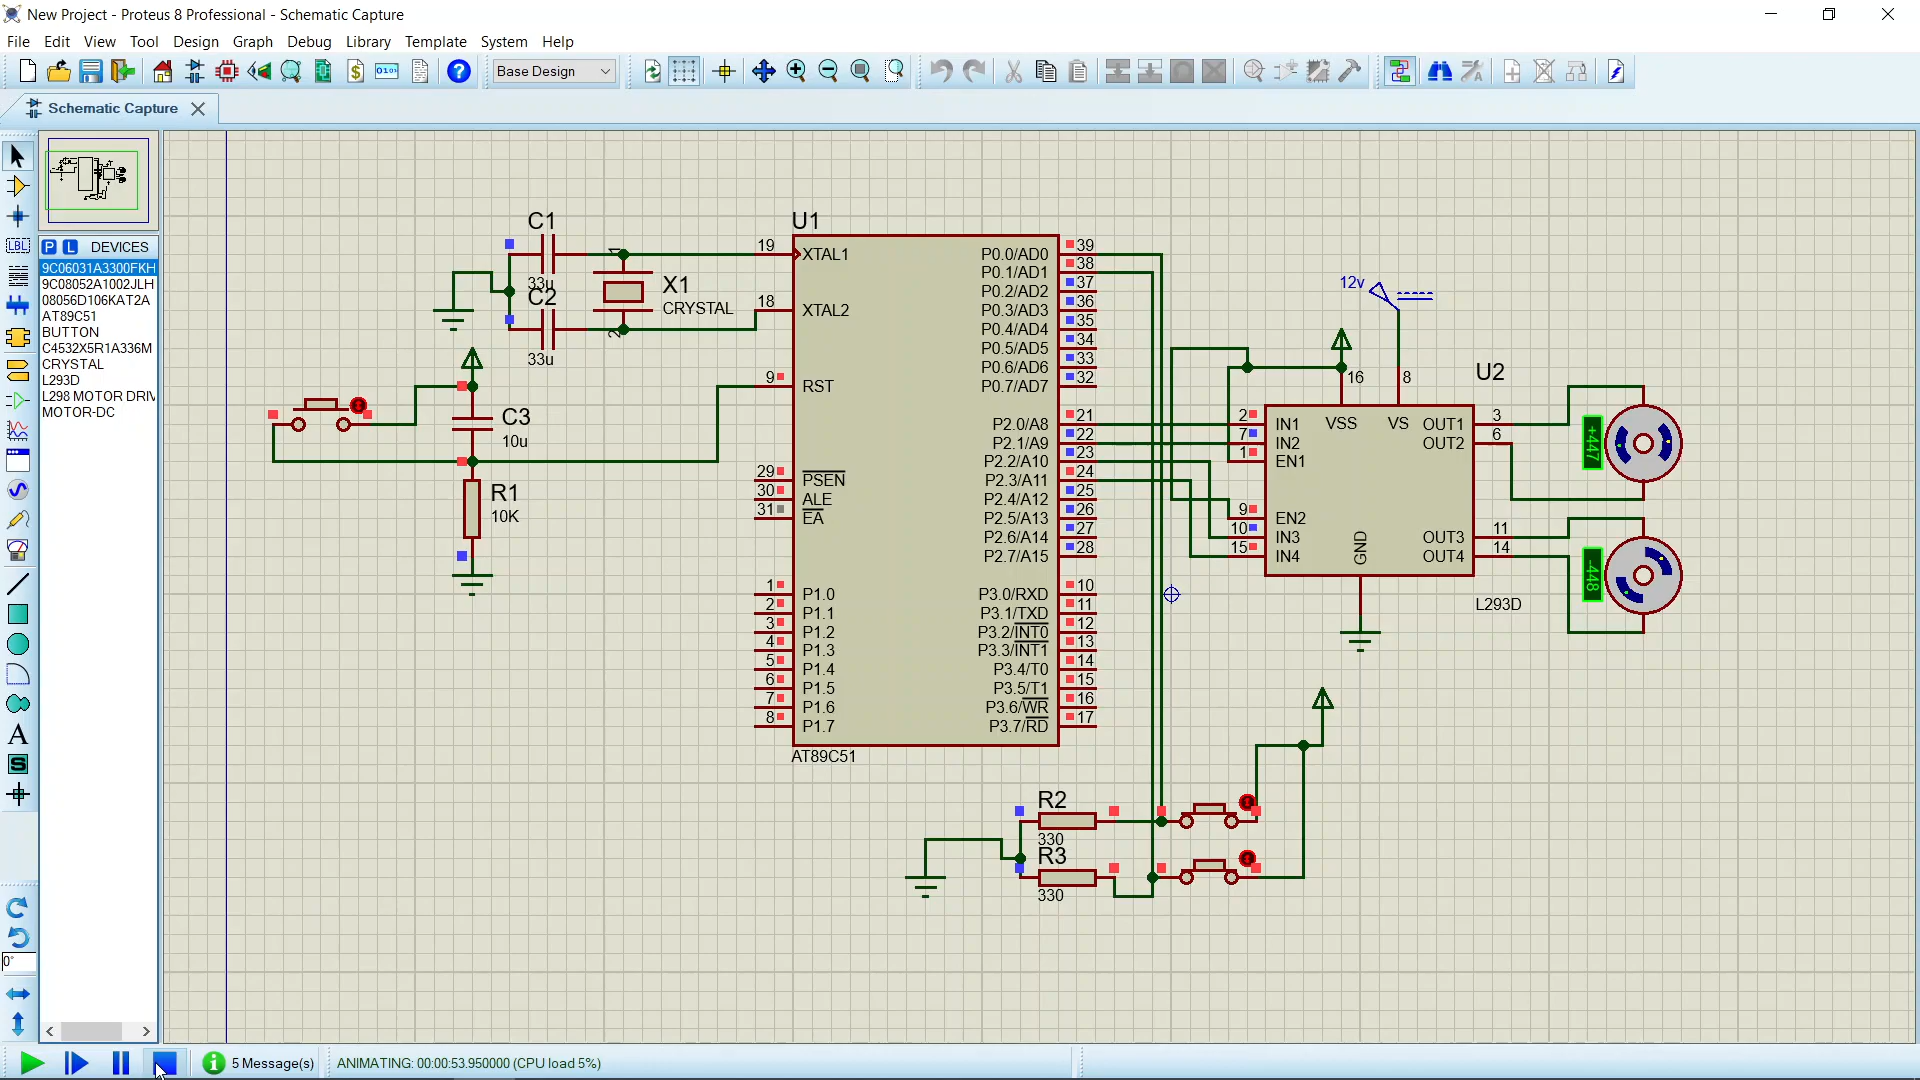 New Project - Proteus 8 Professional - Schematic Capture
File Edit View Tool Design Graph Debug Library Template System Help
Base Design
Schematic Capture
P L DEVICES
9C06031A3300FKH
9C08052A1002JLH
08056D106KAT2A
AT89C51
BUTTON
C4532X5R1A336M
CRYSTAL
L293D
L298 MOTOR DRIV
MOTOR-DC
LBL
A
S
0°
C1
33u
C2
33u
1
2
X1
CRYSTAL
C3
10u
R1
10K
U1
19 XTAL1
18 XTAL2
9 RST
29 PSEN
30 ALE
31 EA
1 P1.0
2 P1.1
3 P1.2
4 P1.3
5 P1.4
6 P1.5
7 P1.6
8 P1.7
P0.0/AD0 39
P0.1/AD1 38
P0.2/AD2 37
P0.3/AD3 36
P0.4/AD4 35
P0.5/AD5 34
P0.6/AD6 33
P0.7/AD7 32
P2.0/A8 21
P2.1/A9 22
P2.2/A10 23
P2.3/A11 24
P2.4/A12 25
P2.5/A13 26
P2.6/A14 27
P2.7/A15 28
P3.0/RXD 10
P3.1/TXD 11
P3.2/INT0 12
P3.3/INT1 13
P3.4/T0 14
P3.5/T1 15
P3.6/WR 16
P3.7/RD 17
AT89C51
12v
16 8
U2
2 IN1 VSS VS OUT1 3
7 IN2 OUT2 6
1 EN1
9 EN2
10 IN3 OUT3 11
15 IN4 OUT4 14
GND
L293D
+447
-448
R2
330
R3
330
5 Message(s)
ANIMATING: 00:00:53.950000 (CPU load 5%)